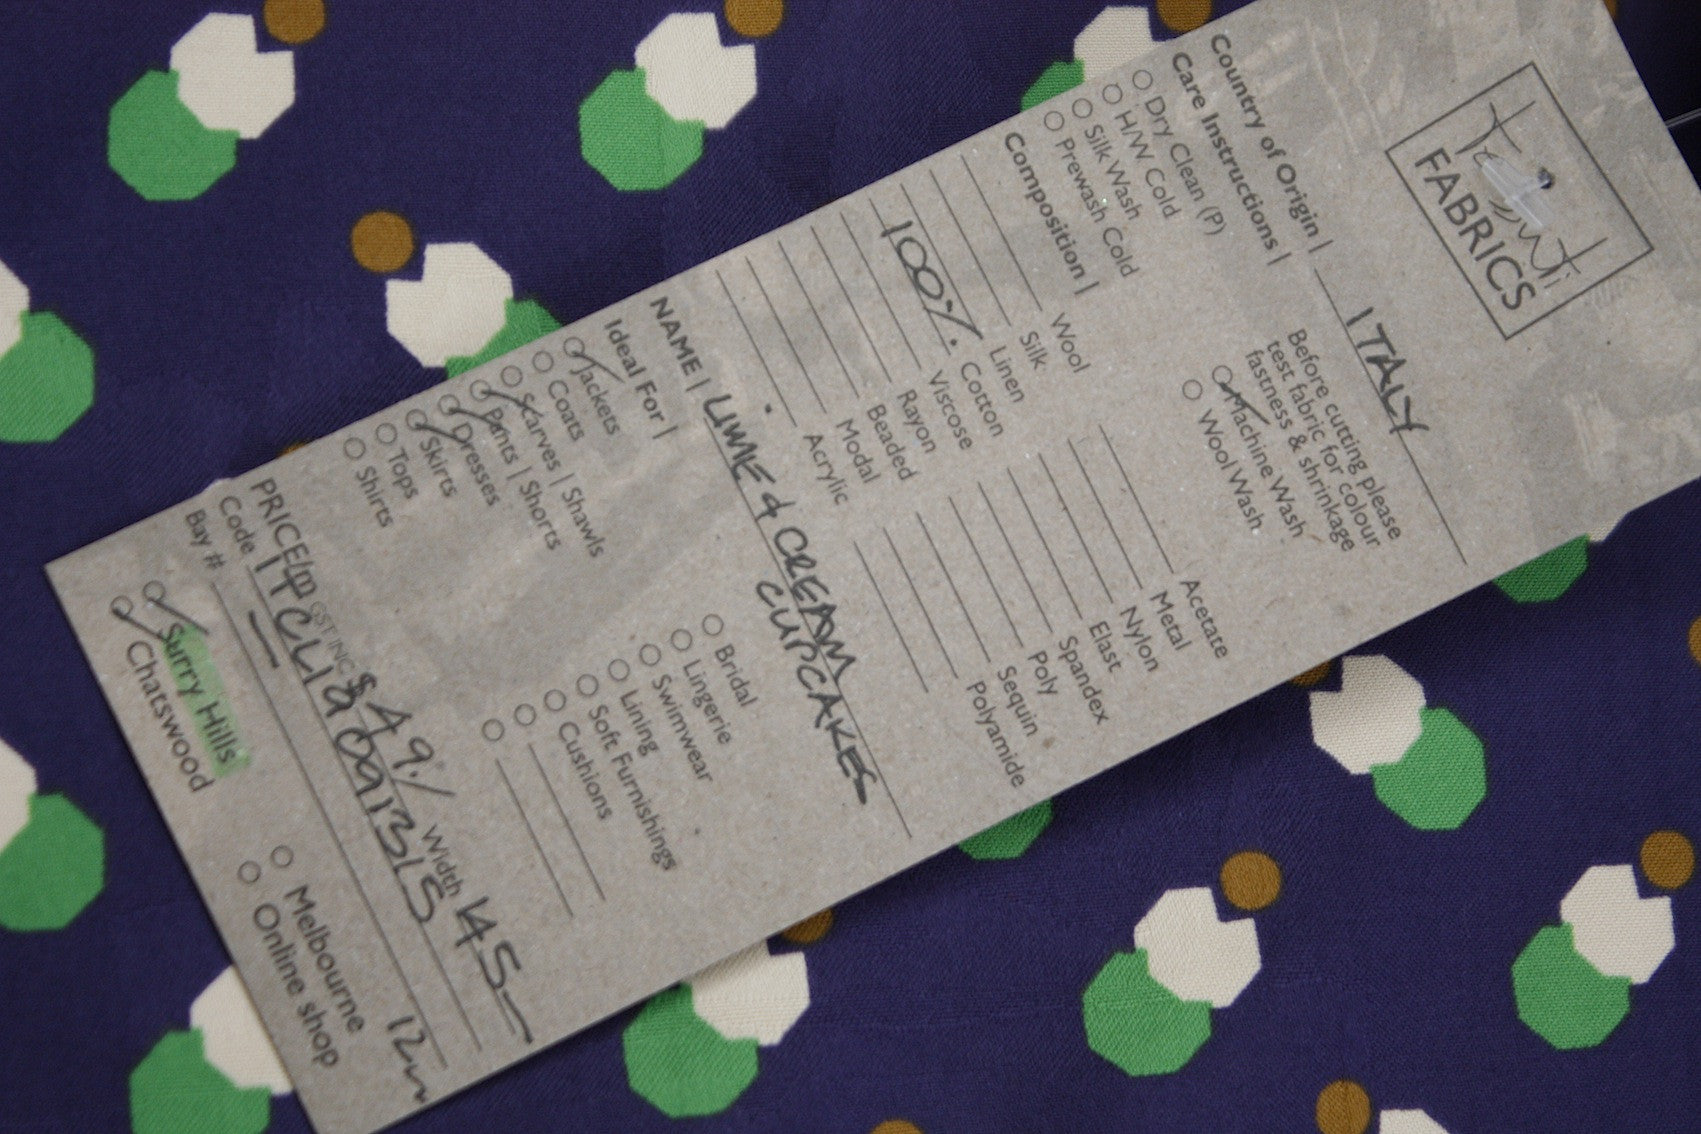 Tessuti
FABRICS
Country of Origin | ITALY
Care Instructions |
Dry Clean (P)
H/W Cold
Silk Wash
Prewash Cold
Before cutting please
test fabric for colour
fastness & shrinkage
Machine Wash
Wool Wash
Composition |
Wool
Silk
Linen
100% Cotton
Viscose
Rayon
Beaded
Modal
Acrylic
Acetate
Metal
Nylon
Elast
Spandex
Poly
Sequin
Polyamide
NAME | LIME & CREAM
CUPCAKES
Ideal For |
Jackets
Coats
Scarves | Shawls
Pants | Shorts
Dresses
Skirts
Tops
Shirts
Bridal
Lingerie
Swimwear
Lining
Soft Furnishings
Cushions
PRICE/m GST INC $49./ Width 145
Code
Bay # 12m
Surry Hills
Chatswood
Melbourne
Online shop